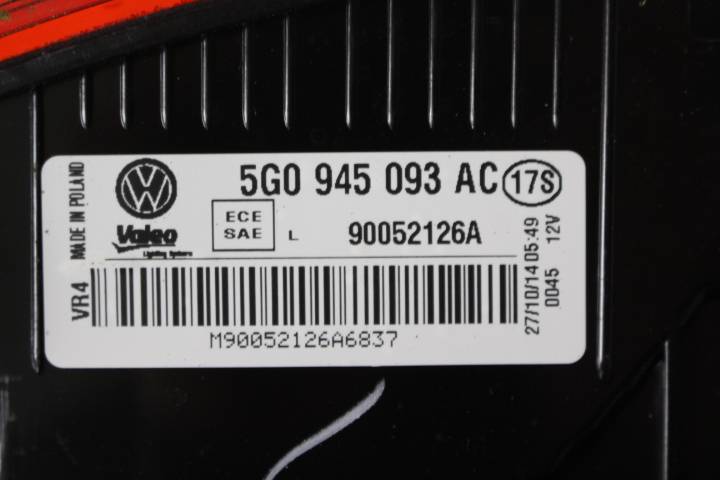 MADE IN POLAND
5G0 945 093 AC 17S
Valeo
Lighting Systems
ECE
SAE
L
90052126A
VR4
M90052126A6837
27/10/14 05:49
0045 12V